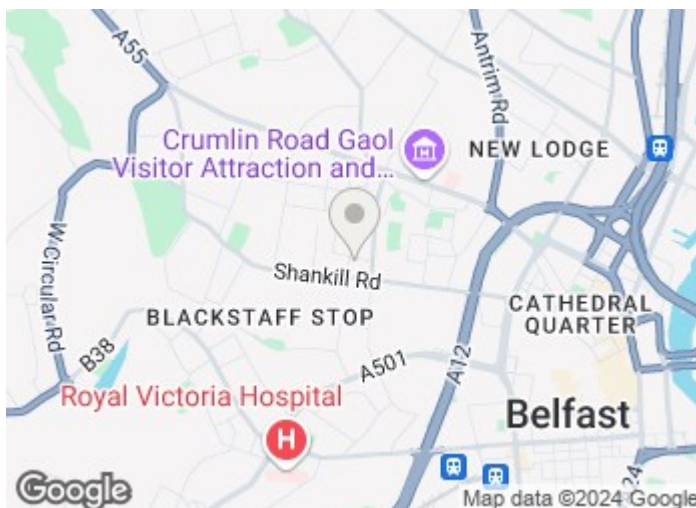 A55
Antrim Rd
Crumlin Road Gaol
Visitor Attraction and...
NEW LODGE
W Circular Rd
Shankill Rd
BLACKSTAFF STOP
CATHEDRAL
QUARTER
B38
A501
A12
Royal Victoria Hospital
H
Belfast
A24
Google
Map data ©2024 Google